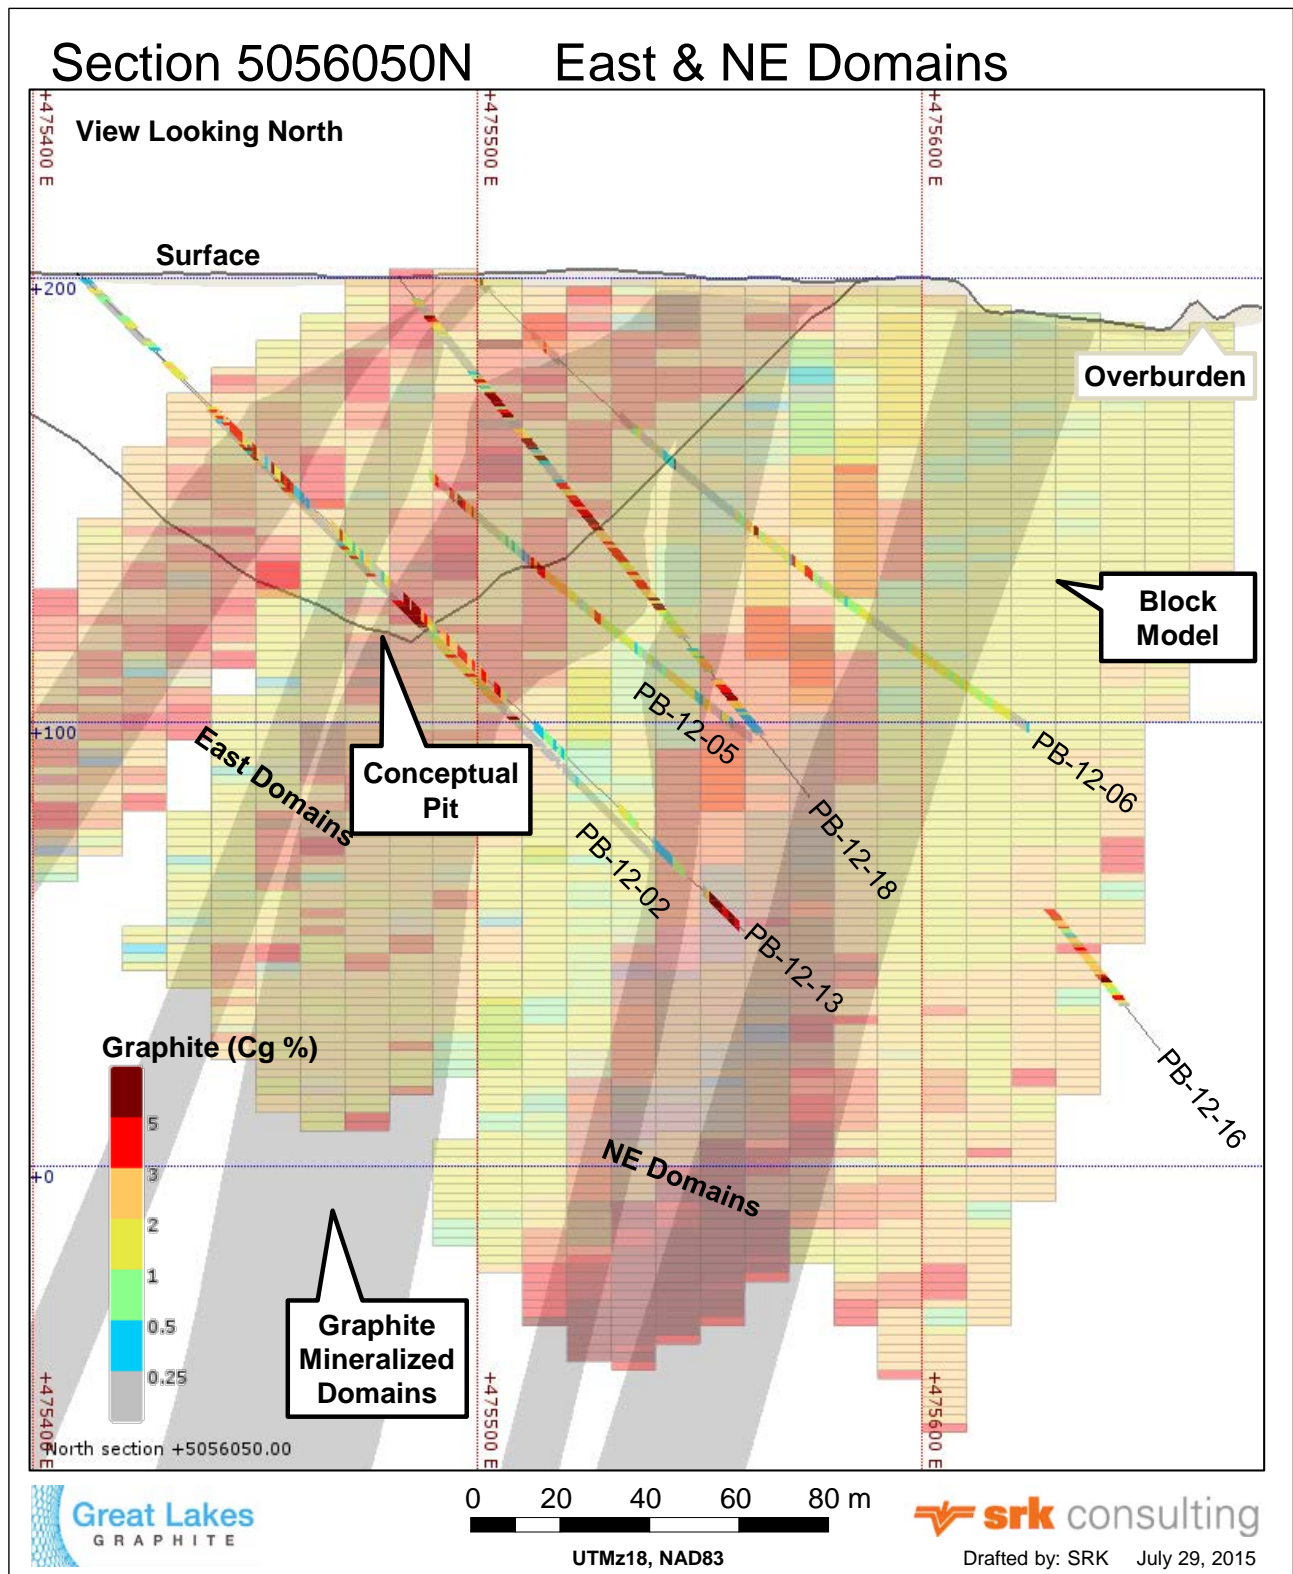 Section 5056050N East & NE Domains
+475400 E
+475500 E
+475600 E
View Looking North
Surface
+200
Overburden
Block
Model
+100
East Domains
Conceptual
Pit
PB-12-05
PB-12-06
PB-12-18
PB-12-02
PB-12-13
PB-12-16
Graphite (Cg %)
5
3
2
1
0.5
0.25
NE Domains
+0
Graphite
Mineralized
Domains
+475400 E
+475500 E
+475600 E
North section +5056050.00
Great Lakes
GRAPHITE
0 20 40 60 80 m
UTMz18, NAD83
srk consulting
Drafted by: SRK July 29, 2015